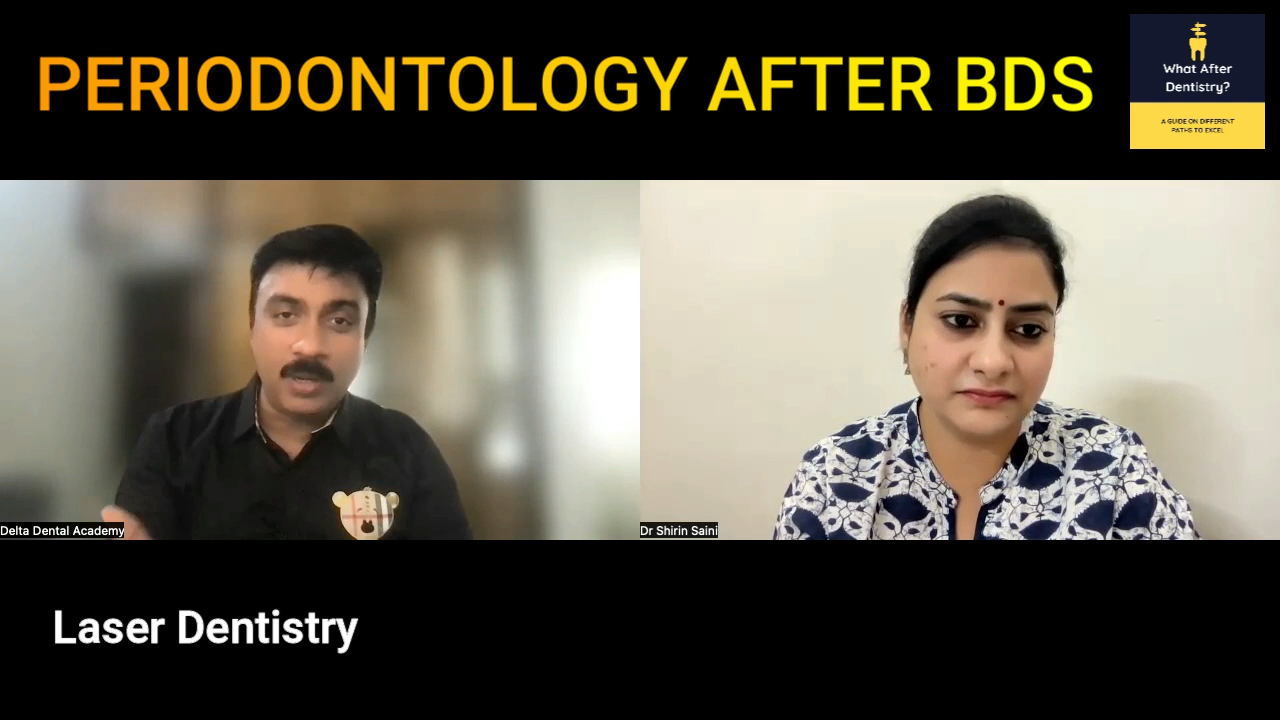 PERIODONTOLOGY AFTER BDS
What After
Dentistry?
A GUIDE ON DIFFERENT
PATHS TO EXCEL
Delta Dental Academy
Dr Shirin Saini
Laser Dentistry